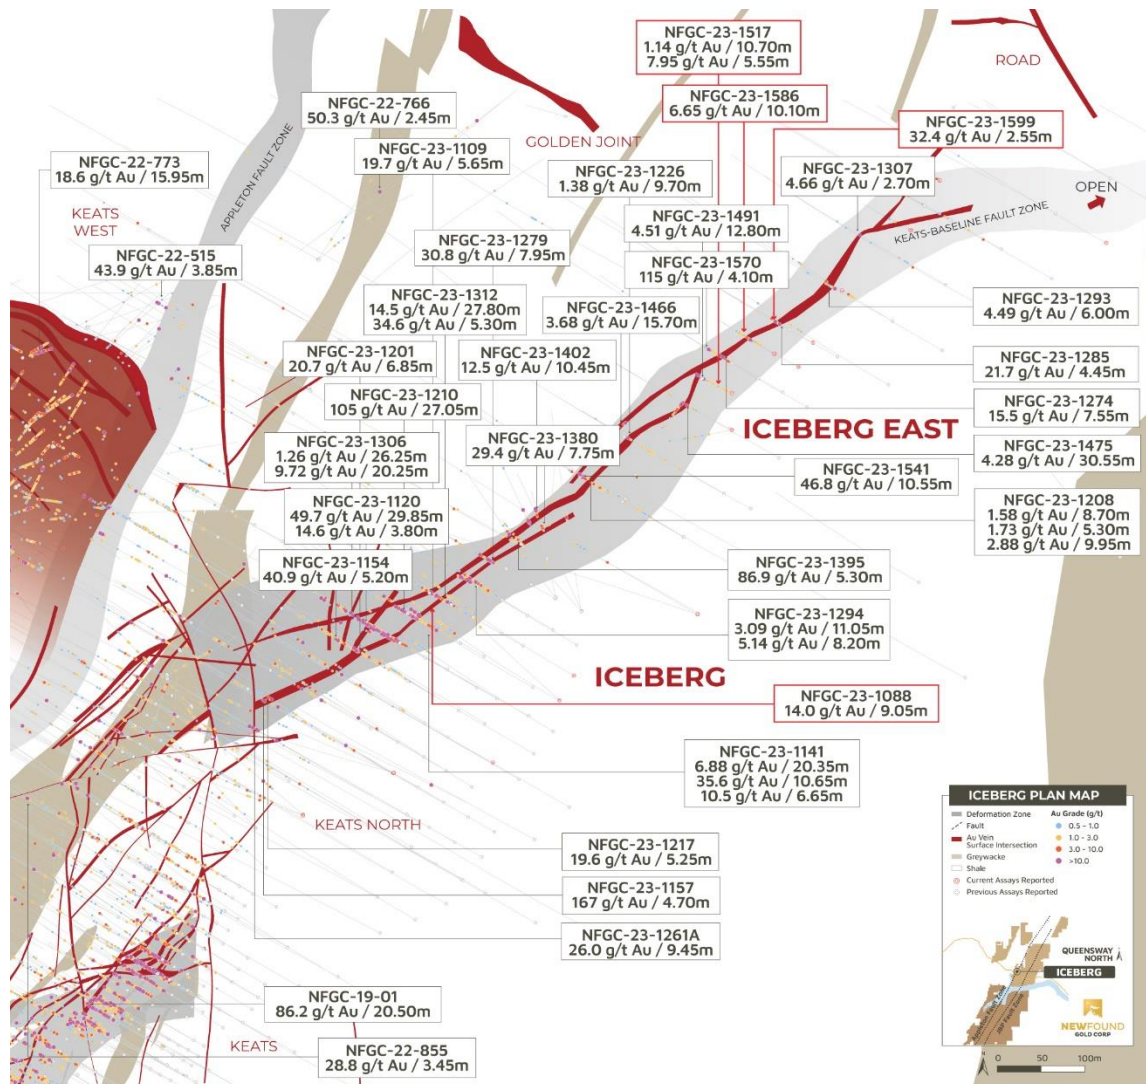 NFGC-23-1517
1.14 g/t Au / 10.70m
7.95 g/t Au / 5.55m
ROAD
NFGC-22-766
50.3 g/t Au / 2.45m
NFGC-23-1586
6.65 g/t Au / 10.10m
NFGC-23-1599
32.4 g/t Au / 2.55m
GOLDEN JOINT
NFGC-23-1109
19.7 g/t Au / 5.65m
NFGC-22-773
18.6 g/t Au / 15.95m
APPLETON FAULT ZONE
NFGC-23-1226
1.38 g/t Au / 9.70m
NFGC-23-1307
4.66 g/t Au / 2.70m
OPEN
KEATS
WEST
KEATS-BASELINE FAULT ZONE
NFGC-23-1491
4.51 g/t Au / 12.80m
NFGC-22-515
43.9 g/t Au / 3.85m
NFGC-23-1279
30.8 g/t Au / 7.95m
NFGC-23-1570
115 g/t Au / 4.10m
NFGC-23-1312
14.5 g/t Au / 27.80m
34.6 g/t Au / 5.30m
NFGC-23-1466
3.68 g/t Au / 15.70m
NFGC-23-1293
4.49 g/t Au / 6.00m
NFGC-23-1201
20.7 g/t Au / 6.85m
NFGC-23-1402
12.5 g/t Au / 10.45m
NFGC-23-1285
21.7 g/t Au / 4.45m
NFGC-23-1210
105 g/t Au / 27.05m
NFGC-23-1274
15.5 g/t Au / 7.55m
ICEBERG EAST
NFGC-23-1306
1.26 g/t Au / 26.25m
9.72 g/t Au / 20.25m
NFGC-23-1380
29.4 g/t Au / 7.75m
NFGC-23-1475
4.28 g/t Au / 30.55m
NFGC-23-1541
46.8 g/t Au / 10.55m
NFGC-23-1120
49.7 g/t Au / 29.85m
14.6 g/t Au / 3.80m
NFGC-23-1208
1.58 g/t Au / 8.70m
1.73 g/t Au / 5.30m
2.88 g/t Au / 9.95m
NFGC-23-1154
40.9 g/t Au / 5.20m
NFGC-23-1395
86.9 g/t Au / 5.30m
NFGC-23-1294
3.09 g/t Au / 11.05m
5.14 g/t Au / 8.20m
ICEBERG
NFGC-23-1088
14.0 g/t Au / 9.05m
NFGC-23-1141
6.88 g/t Au / 20.35m
35.6 g/t Au / 10.65m
10.5 g/t Au / 6.65m
KEATS NORTH
NFGC-23-1217
19.6 g/t Au / 5.25m
NFGC-23-1157
167 g/t Au / 4.70m
NFGC-23-1261A
26.0 g/t Au / 9.45m
NFGC-19-01
86.2 g/t Au / 20.50m
KEATS
NFGC-22-855
28.8 g/t Au / 3.45m
ICEBERG PLAN MAP
Deformation Zone
Fault
Au Vein
Surface Intersection
Greywacke
Shale
Current Assays Reported
Previous Assays Reported
Au Grade (g/t)
0.5 - 1.0
1.0 - 3.0
3.0 - 10.0
>10.0
QUEENSWAY
NORTH
ICEBERG
Appleton Fault Zone
JBP Fault Zone
NEWFOUND
GOLD CORP
N
0 50 100m